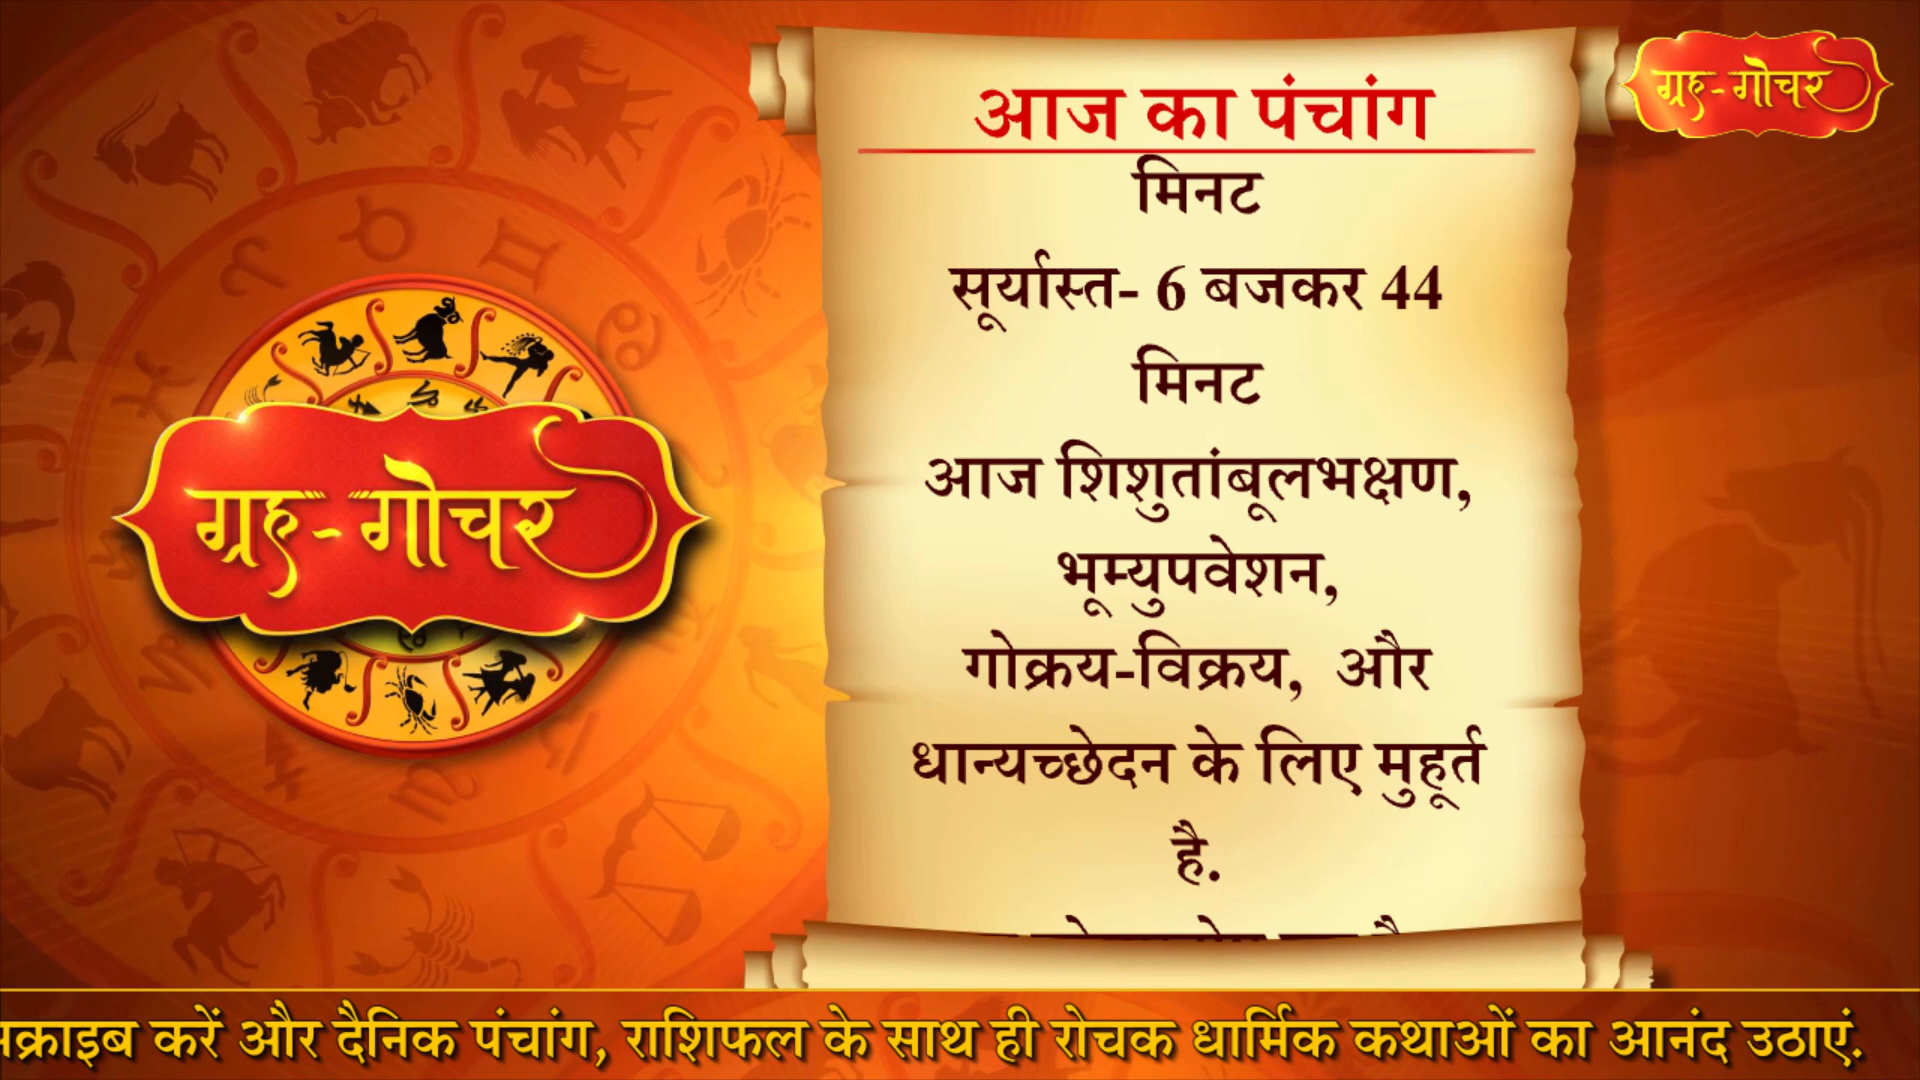 आज का पंचांग
ग्रह-गोचर
मिनट
सूर्यास्त- 6 बजकर 44
मिनट
आज शिशुतांबूलभक्षण,
भूम्युपवेशन,
गोक्रय-विक्रय, और
धान्यच्छेदन के लिए मुहूर्त
है.
ग्रह-गोचर
करें और दैनिक पंचांग, राशिफल के साथ ही रोचक धार्मिक कथाओं का आनंद उठाएं.